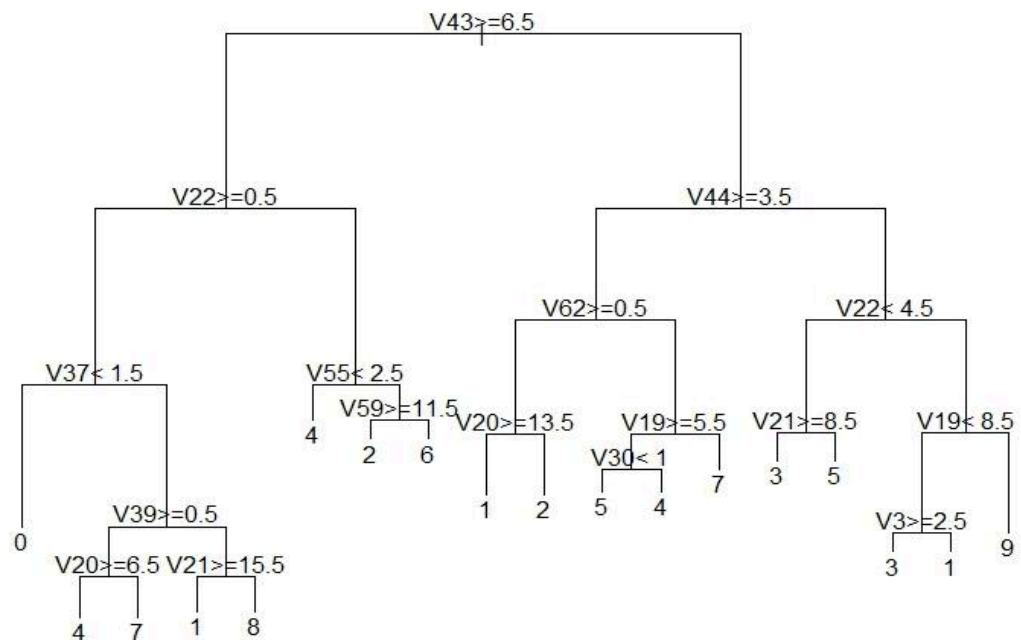 V43>=6.5
V22>=0.5 V44>=3.5
V62>=0.5 V22< 4.5
V37< 1.5 V55< 2.5
V59>=11.5 V20>=13.5 V19>=5.5 V21>=8.5 V19< 8.5
4
2 6 V30< 1 3 5
7
1 2 5 4
V39>=0.5 V3>=2.5
0 9
V20>=6.5 V21>=15.5 3 1
4 7 1 8